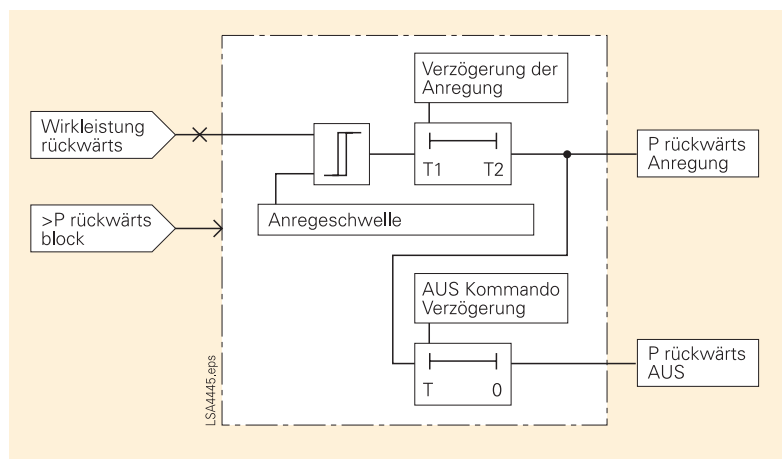 Verzögerung der
Anregung
Wirkleistung
rückwärts
P rückwärts
Anregung
T1 T2
>P rückwärts
block
Anregeschwelle
AUS Kommando
Verzögerung
P rückwärts
AUS
T 0
LSA4445.eps